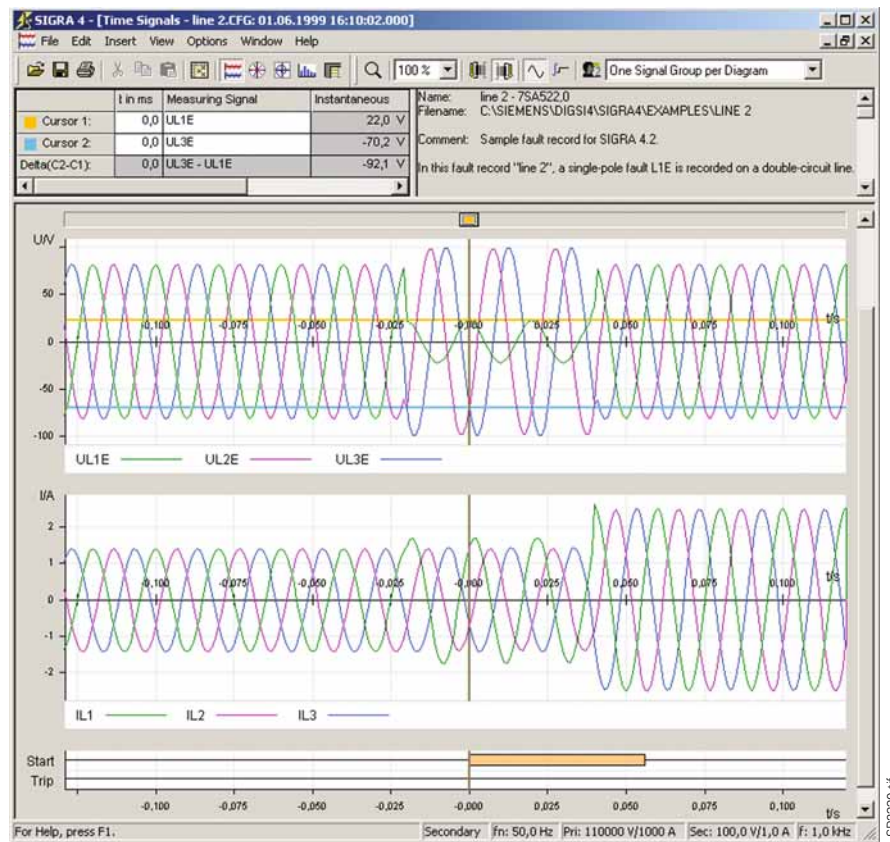 SIGRA 4 - [Time Signals - line 2.CFG: 01.06.1999 16:10:02.000]
File Edit Insert View Options Window Help
100 % One Signal Group per Diagram
t in ms Measuring Signal Instantaneous
Cursor 1: 0,0 UL1E 22,0 V
Cursor 2: 0,0 UL3E -70,2 V
Delta(C2-C1): 0,0 UL3E - UL1E -92,1 V
Name: line 2 - 7SA522,0
Filename: C:\SIEMENS\DIGSI4\SIGRA4\EXAMPLES\LINE 2
Comment: Sample fault record for SIGRA 4.2.
In this fault record "line 2", a single-pole fault L1E is recorded on a double-circuit line.
U/V
50
0
-50
-100
-0,100 -0,075 -0,050 -0,025 -0,000 0,025 0,050 0,075 0,100 t/s
UL1E UL2E UL3E
I/A
2
1
0
-1
-2
-0,100 -0,075 -0,050 -0,025 -0,000 0,025 0,050 0,075 0,100 t/s
IL1 IL2 IL3
Start
Trip
-0,100 -0,075 -0,050 -0,025 -0,000 0,025 0,050 0,075 0,100 t/s
For Help, press F1. Secondary fn: 50,0 Hz Pri: 110000 V/1000 A Sec: 100,0 V/1,0 A f: 1,0 kHz